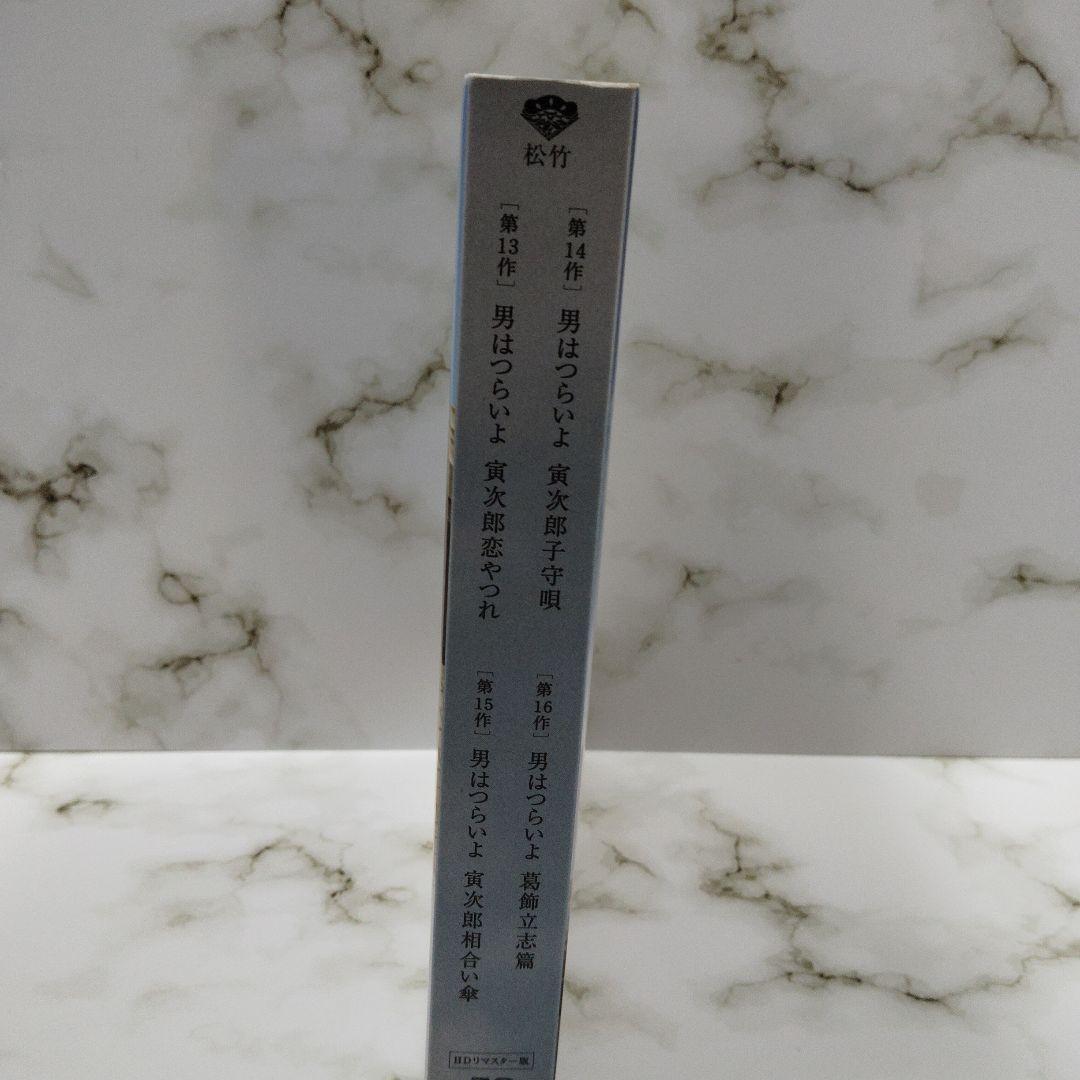 松竹
[第14作] 男はつらいよ 寅次郎子守唄
[第13作] 男はつらいよ 寅次郎恋やつれ
[第16作] 男はつらいよ 葛飾立志篇
[第15作] 男はつらいよ 寅次郎相合い傘
HDリマスター版